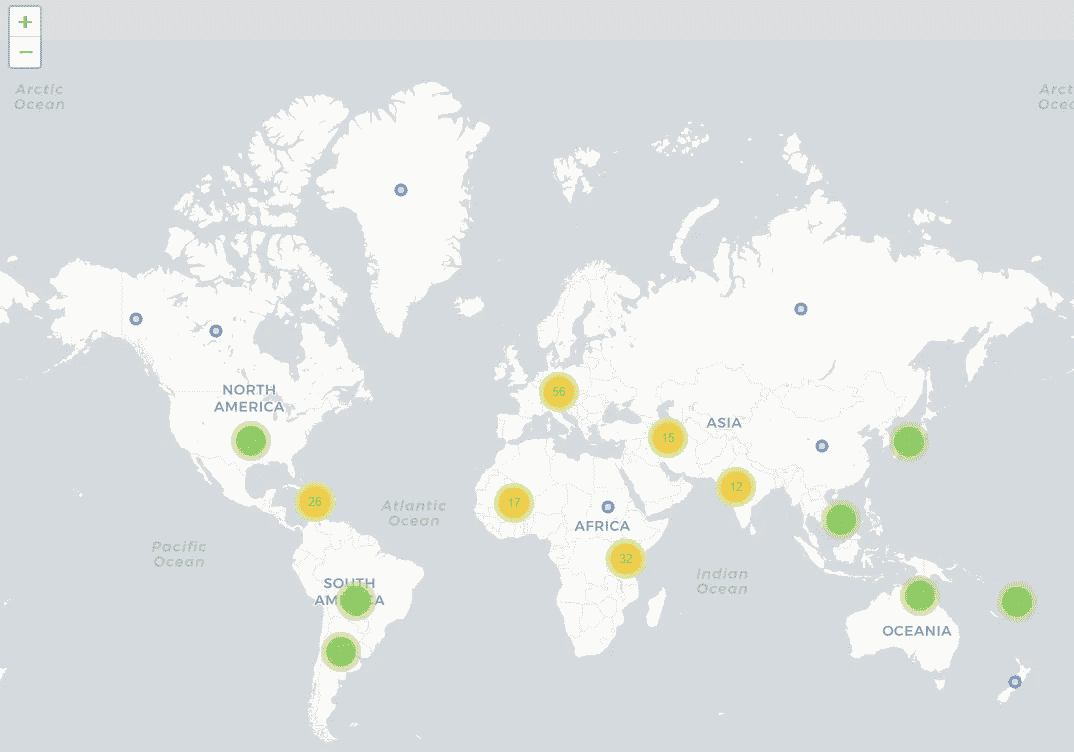 +
−
Arctic
Ocean
Arct
Ocea
NORTH
AMERICA
56
ASIA
15
12
26
17
Atlantic
Ocean
AFRICA
Pacific
Ocean
32
Indian
Ocean
SOUTH
OCEANIA